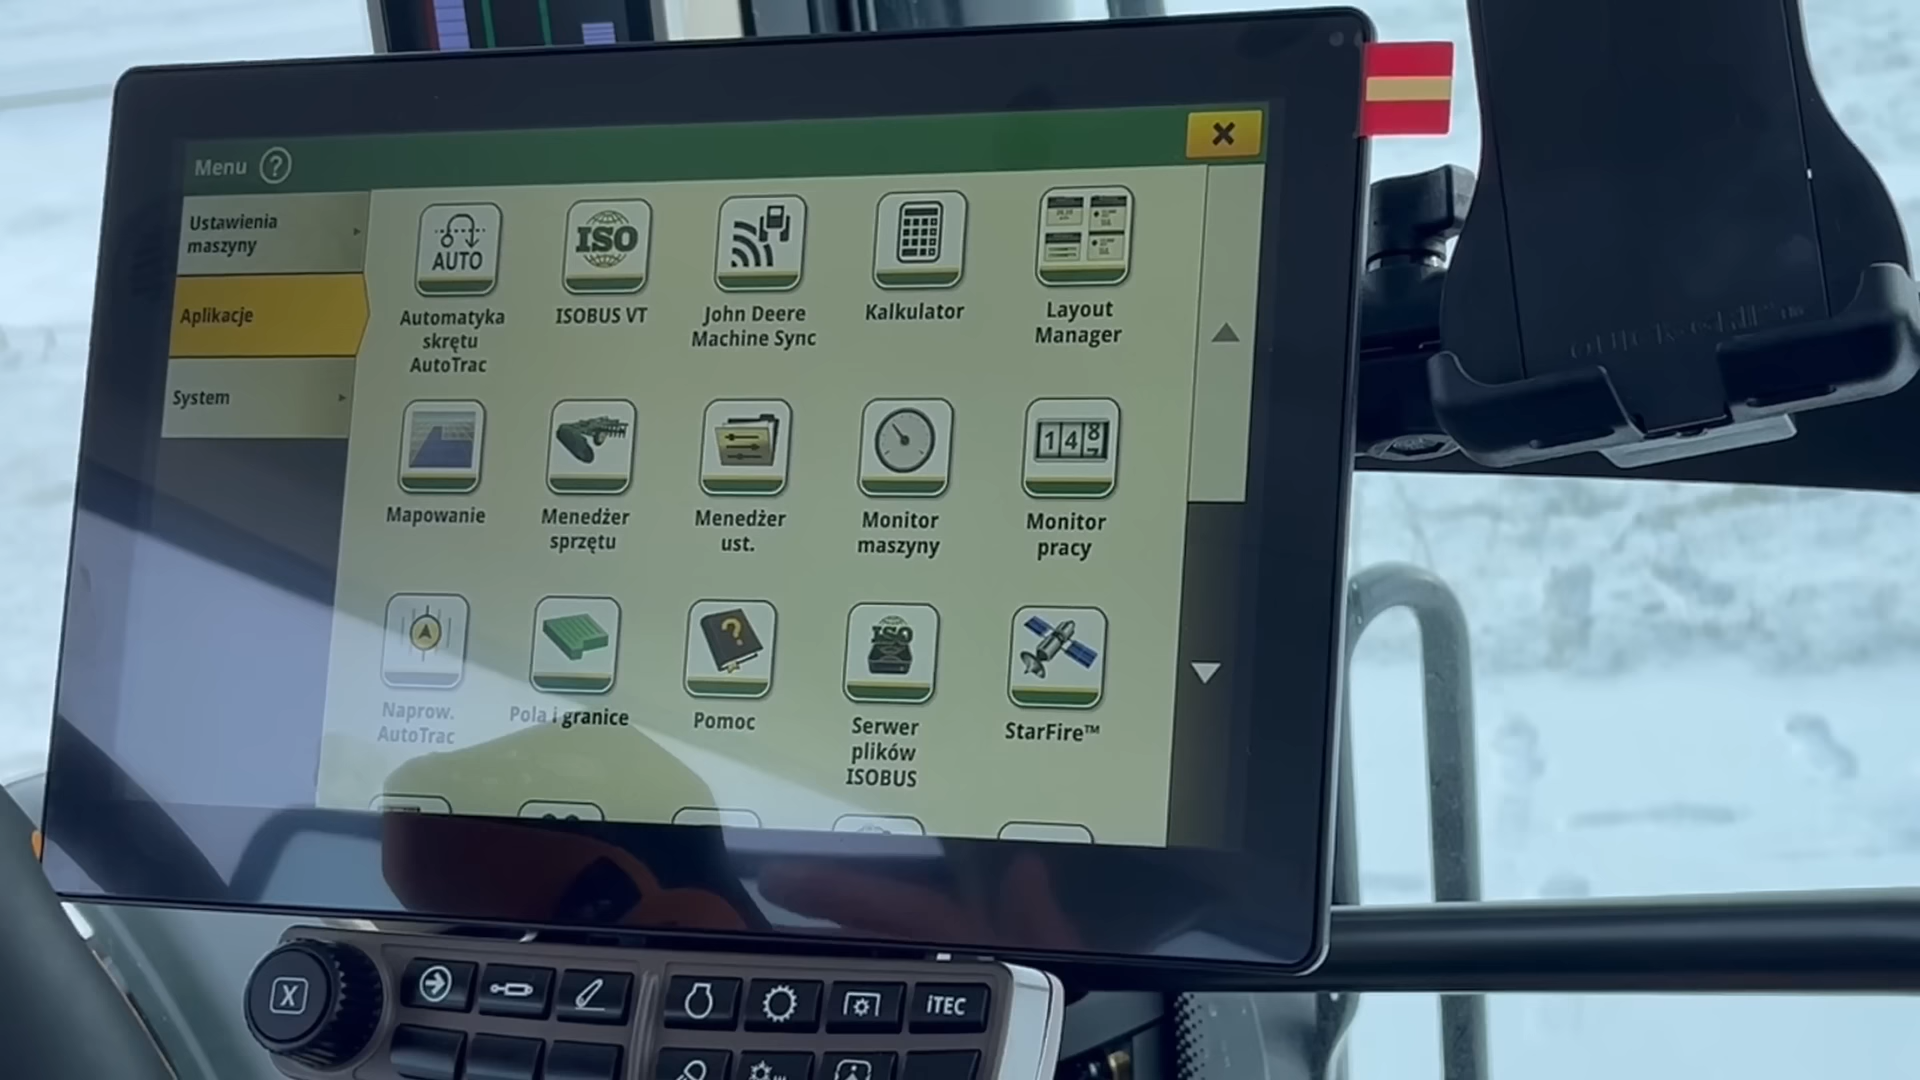 Menu ?
Ustawienia
maszyny
Aplikacje
System
AUTO
Automatyka
skrętu
AutoTrac
ISO
ISOBUS VT
John Deere
Machine Sync
Kalkulator
Layout
Manager
Mapowanie
Menedżer
sprzętu
Menedżer
ust.
Monitor
maszyny
148
7
Monitor
pracy
Naprow.
AutoTrac
Pola i granice
?
Pomoc
ISO
Serwer
plików
ISOBUS
StarFire™
X
iTEC